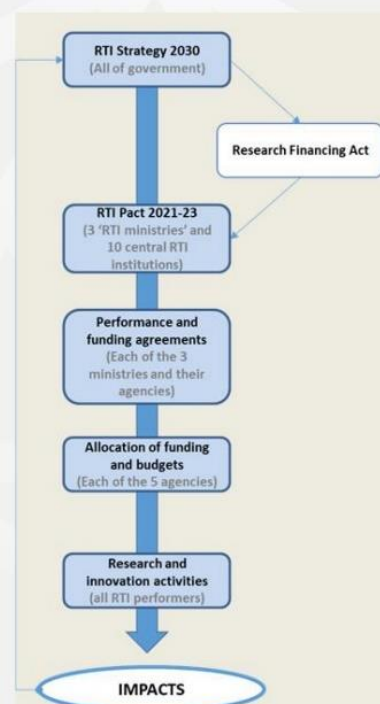 RTI Strategy 2030
(All of government)
Research Financing Act
RTI Pact 2021-23
(3 'RTI ministries' and
10 central RTI
institutions)
Performance and
funding agreements
(Each of the 3
ministries and their
agencies)
Allocation of funding
and budgets
(Each of the 5 agencies)
Research and
innovation activities
(all RTI performers)
IMPACTS